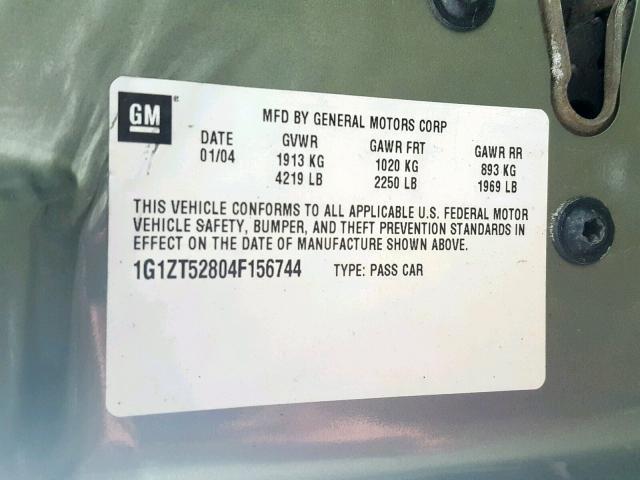 GM ®
MFD BY GENERAL MOTORS CORP
DATE GVWR GAWR FRT GAWR RR
01/04 1913 KG 1020 KG 893 KG
4219 LB 2250 LB 1969 LB
THIS VEHICLE CONFORMS TO ALL APPLICABLE U.S. FEDERAL MOTOR
VEHICLE SAFETY, BUMPER, AND THEFT PREVENTION STANDARDS IN
EFFECT ON THE DATE OF MANUFACTURE SHOWN ABOVE.
1G1ZT52804F156744 TYPE: PASS CAR